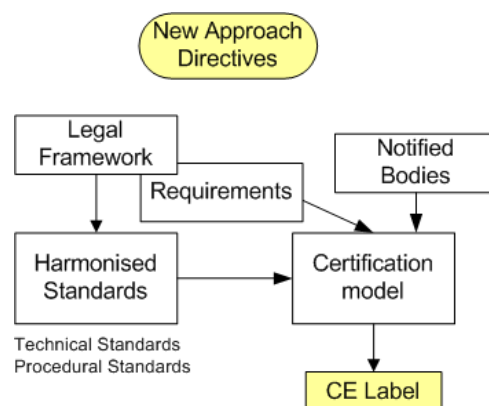 New Approach
Directives
Legal
Framework
Requirements
Notified
Bodies
Harmonised
Standards
Certification
model
Technical Standards
Procedural Standards
CE Label